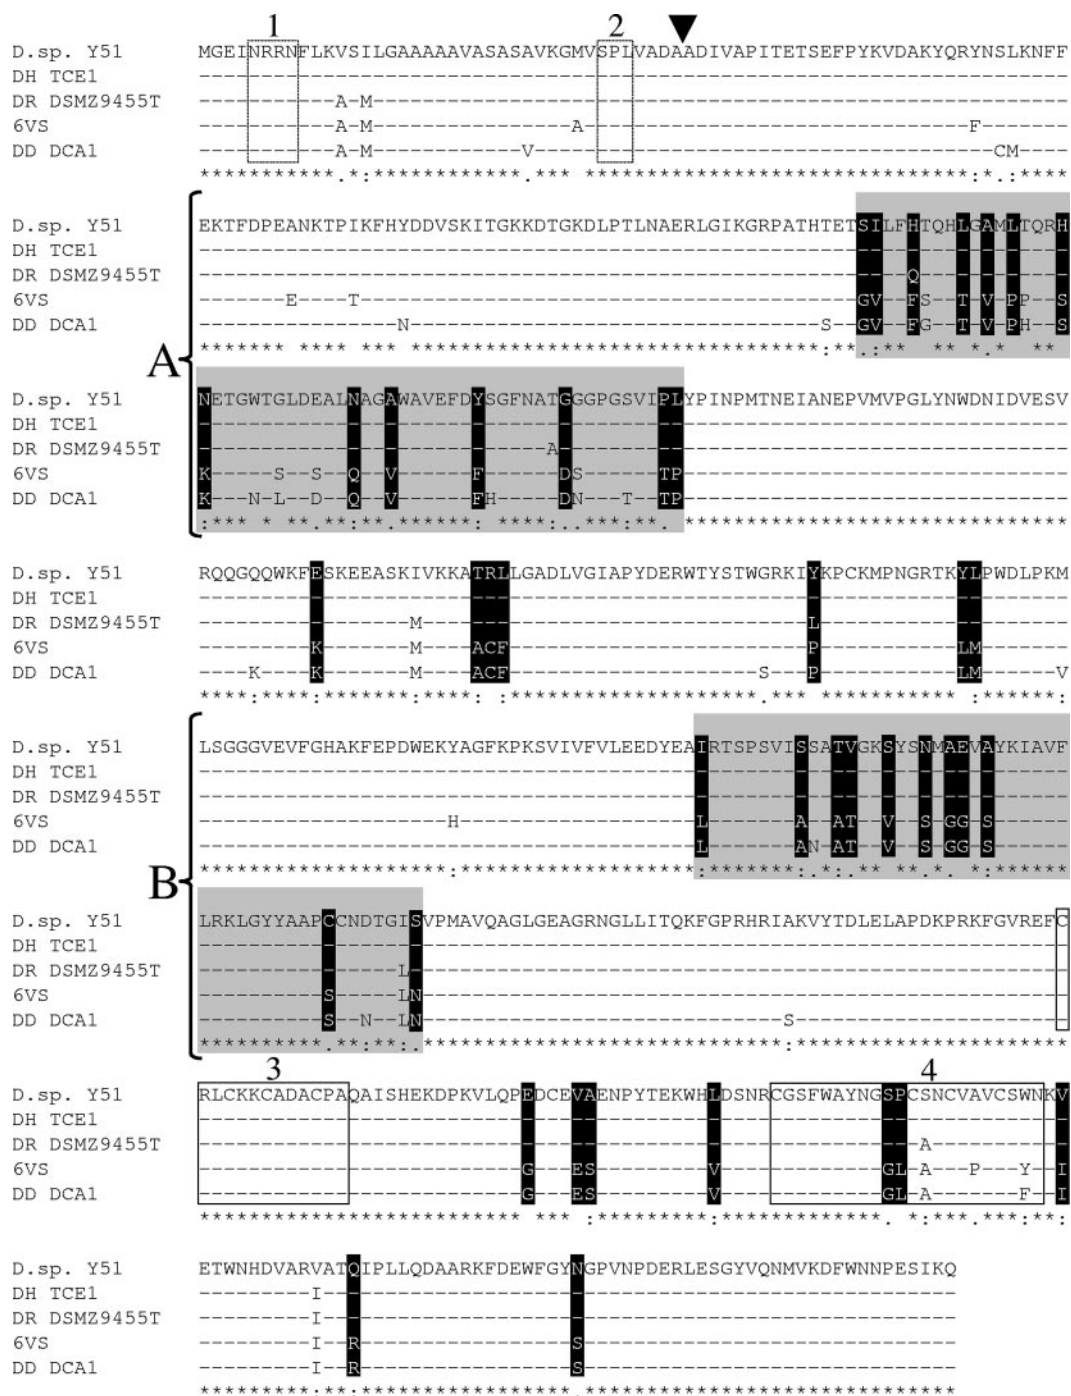 1 2
D.sp. Y51 MGEINRRNFLKVSILGAAAAAVASASAVKGMVSPLVADAADIVAPITETSEFPYKVDAKYQRYNSLKNFF
DH TCE1 ----------------------------------------------------------------------
DR DSMZ9455T -----------A-M--------------------------------------------------------
6VS -----------A-M----------------A-------------------------------F-------
DD DCA1 -----------A-M------------V-------------------------------------CM----
***********.*:************.*** *******************************:*.:****
A
D.sp. Y51 EKTFDPEANKTPIKFHYDDVSKITGKKDTGKDLPTLNAERLGIKGRPATHTETSILFHTQHLGAMLTQRH
DH TCE1 ----------------------------------------------------------------------
DR DSMZ9455T ---------------------------------------------------------Q------------
6VS -------E----T----------------------------------------GV--FS--T-V-PP--S
DD DCA1 ----------------N---------------------------------S--GV--FG--T-V-PH--S
******* **** *** *********************************:**.:**  ** *.*  ** 
D.sp. Y51 NETGWTGLDEALNAGAWAVEFDYSGFNATGGGPGSVIPLYPINPMTNEIANEPVMVPGLYNWDNIDVESV
DH TCE1 ----------------------------------------------------------------------
DR DSMZ9455T ----------------------------A-----------------------------------------
6VS K-----S--S--Q--V------F------DS------TP-------------------------------
DD DCA1 K---N-L--D--Q--V------FH-----DN---T--TP-------------------------------
:*** * **.**:**.******: ****:..***:**. *******************************
D.sp. Y51 RQQGQQWKFESKEEASKIVKKATRLLGADLVGIAPYDERWTYSTWGRKIYKPCKMPNGRTKYLPWDLPKM
DH TCE1 ----------------------------------------------------------------------
DR DSMZ9455T -----------------M-------------------------------L--------------------
6VS ---------K-------M----ACF------------------------P-----------LM-------
DD DCA1 ----K----K-------M----ACF--------------------S---P-----------LM------V
****:****:*******:****: :********************.*** ***********::******:
B
D.sp. Y51 LSGGGVEVFGHAKFEPDWEKYAGFKPKSVIVFVLEEDYEAIRTSPSVISSATVGKSYSNMAEVAYKIAVF
DH TCE1 ----------------------------------------------------------------------
DR DSMZ9455T ----------------------------------------------------------------------
6VS --------------------H-------------------L-------A--AT--V--S-GG-S------
DD DCA1 ----------------------------------------L-------AN-AT--V--S-GG-S------
********************:*******************:*******:.*:.** **.*..*.******
D.sp. Y51 LRKLGYYAAPCCNDTGISVPMAVQAGLGEAGRNGLLITQKFGPRHRIAKVYTDLELAPDKPRKFGVREFC
DH TCE1 ----------------------------------------------------------------------
DR DSMZ9455T ----------------L-----------------------------------------------------
6VS ----------S-----LN----------------------------------------------------
DD DCA1 ----------S--N--LN-----------------------------S----------------------
**********.**:**:.*****************************:**********************
3 4
D.sp. Y51 RLCKKCADACPAQAISHEKDPKVLQPEDCEVAENPYTEKWHLDSNRCGSFWAYNGSPCSNCVAVCSWNKV
DH TCE1 ----------------------------------------------------------------------
DR DSMZ9455T ----------------------------------------------------------A-----------
6VS --------------------------G---ES---------V-------------GL-A---P---Y--I
DD DCA1 --------------------------G---ES---------V-------------GL-A-------F--I
************************** *** :*********:*************. *:***.***:**:
D.sp. Y51 ETWNHDVARVATQIPLLQDAARKFDEWFGYNGPVNPDERLESGYVQNMVKDFWNNPESIKQ
DH TCE1 ---------I---------------------------------------------------
DR DSMZ9455T -------------------------------------------------------------
6VS ---------I--R-----------------S------------------------------
DD DCA1 ---------I--R-----------------S------------------------------
*********:**:*****************.******************************